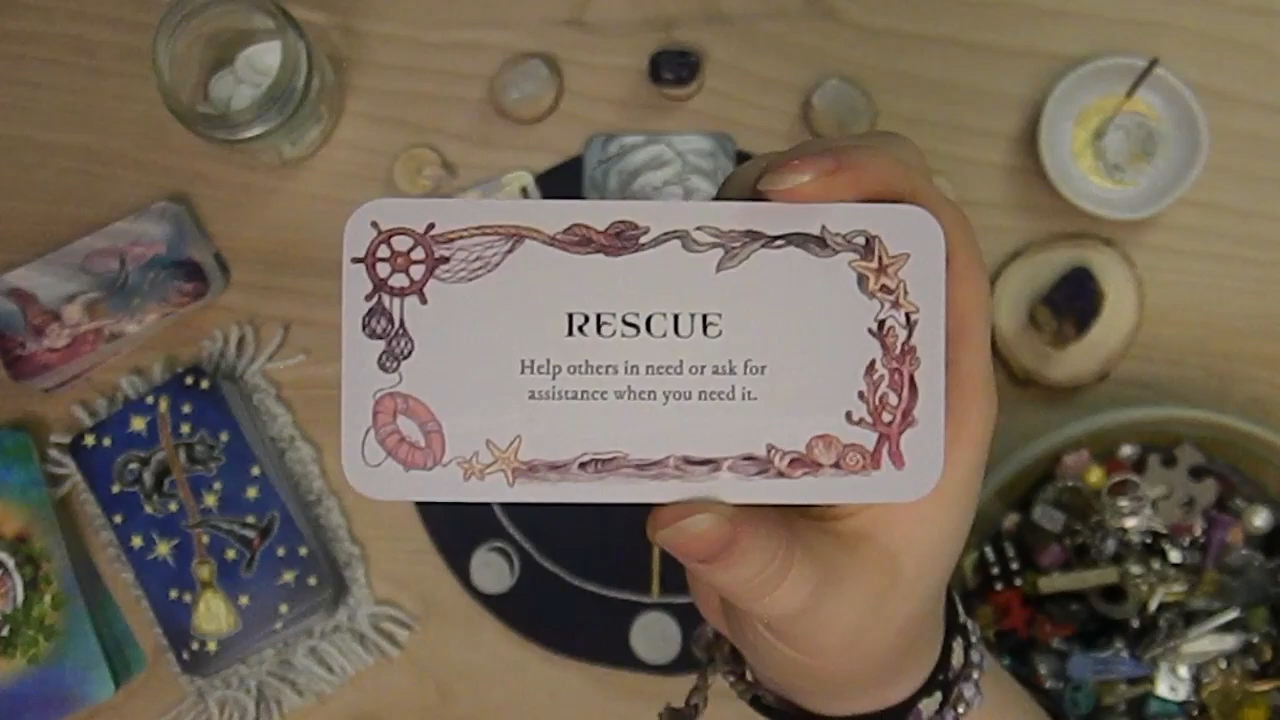 RESCUE
Help others in need or ask for
assistance when you need it.